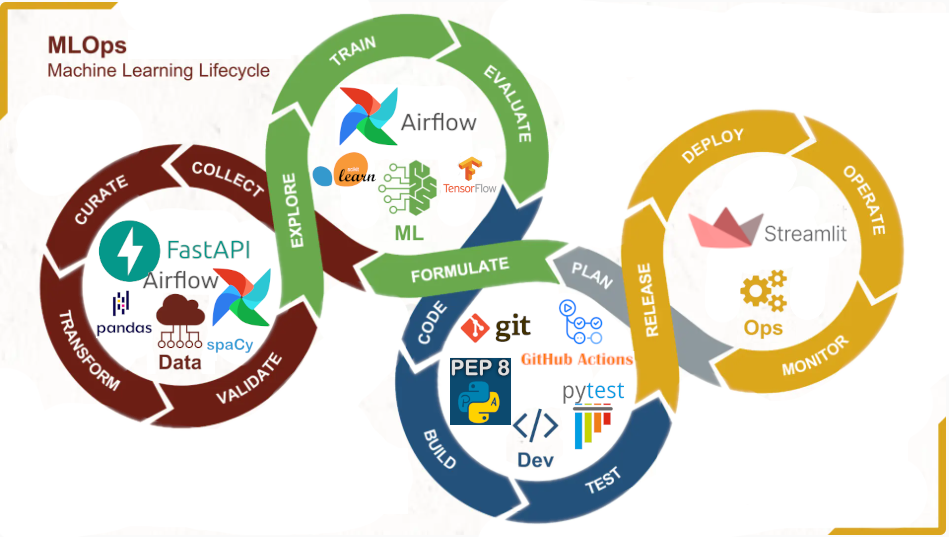 MLOps
Machine Learning Lifecycle
COLLECT
CURATE
TRANSFORM
VALIDATE
FastAPI
Airflow
pandas
spaCy
Data
EXPLORE
TRAIN
EVALUATE
FORMULATE
Airflow
scikit
learn
TensorFlow
ML
PLAN
CODE
BUILD
TEST
git
GitHub Actions
PEP 8
A
pytest
</>
Dev
RELEASE
DEPLOY
OPERATE
MONITOR
Streamlit
Ops